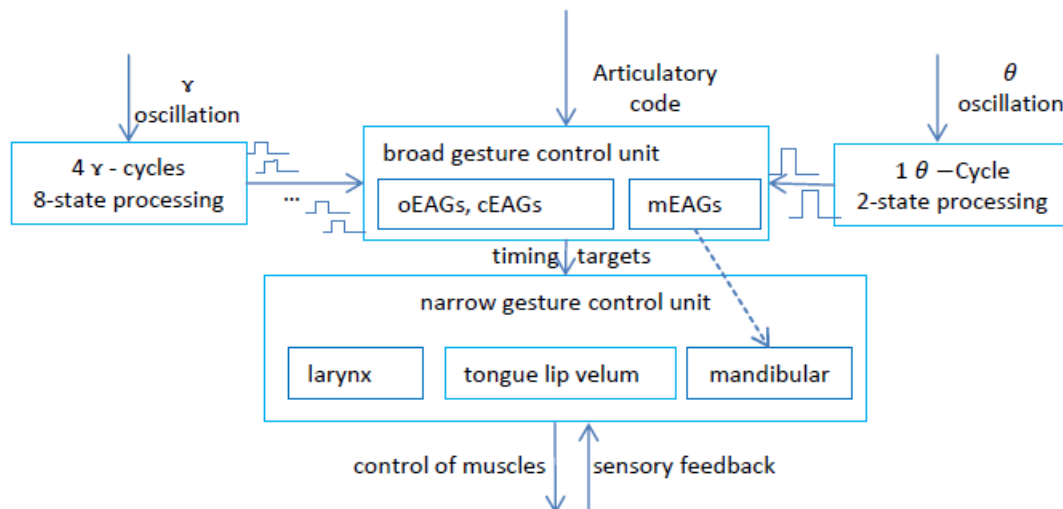 ɤ
oscillation
Articulatory
code
θ
oscillation
4 ɤ - cycles
8-state processing
...
broad gesture control unit
oEAGs, cEAGs
mEAGs
1 θ –Cycle
2-state processing
timing targets
narrow gesture control unit
larynx
tongue lip velum
mandibular
control of muscles
sensory feedback